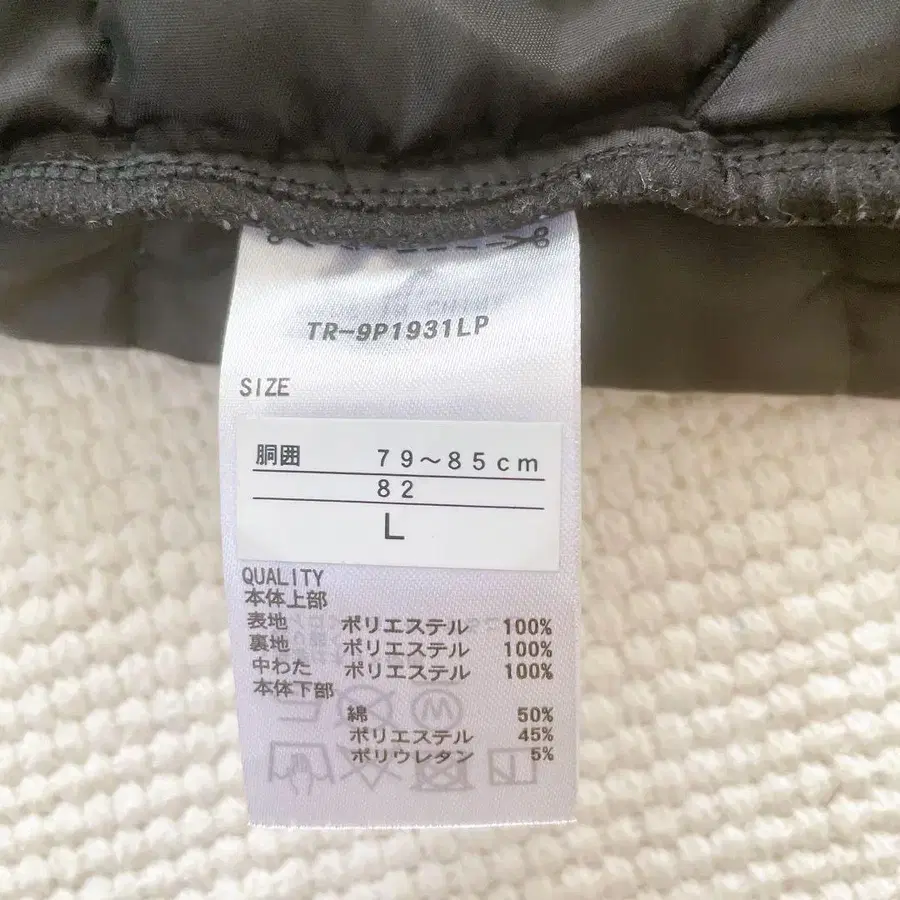 TR-9P1931LP
SIZE
胴囲 79～85cm
82
L
QUALITY
本体上部
表地 ポリエステル 100%
裏地 ポリエステル 100%
中わた ポリエステル 100%
本体下部
綿 50%
ポリエステル 45%
ポリウレタン 5%